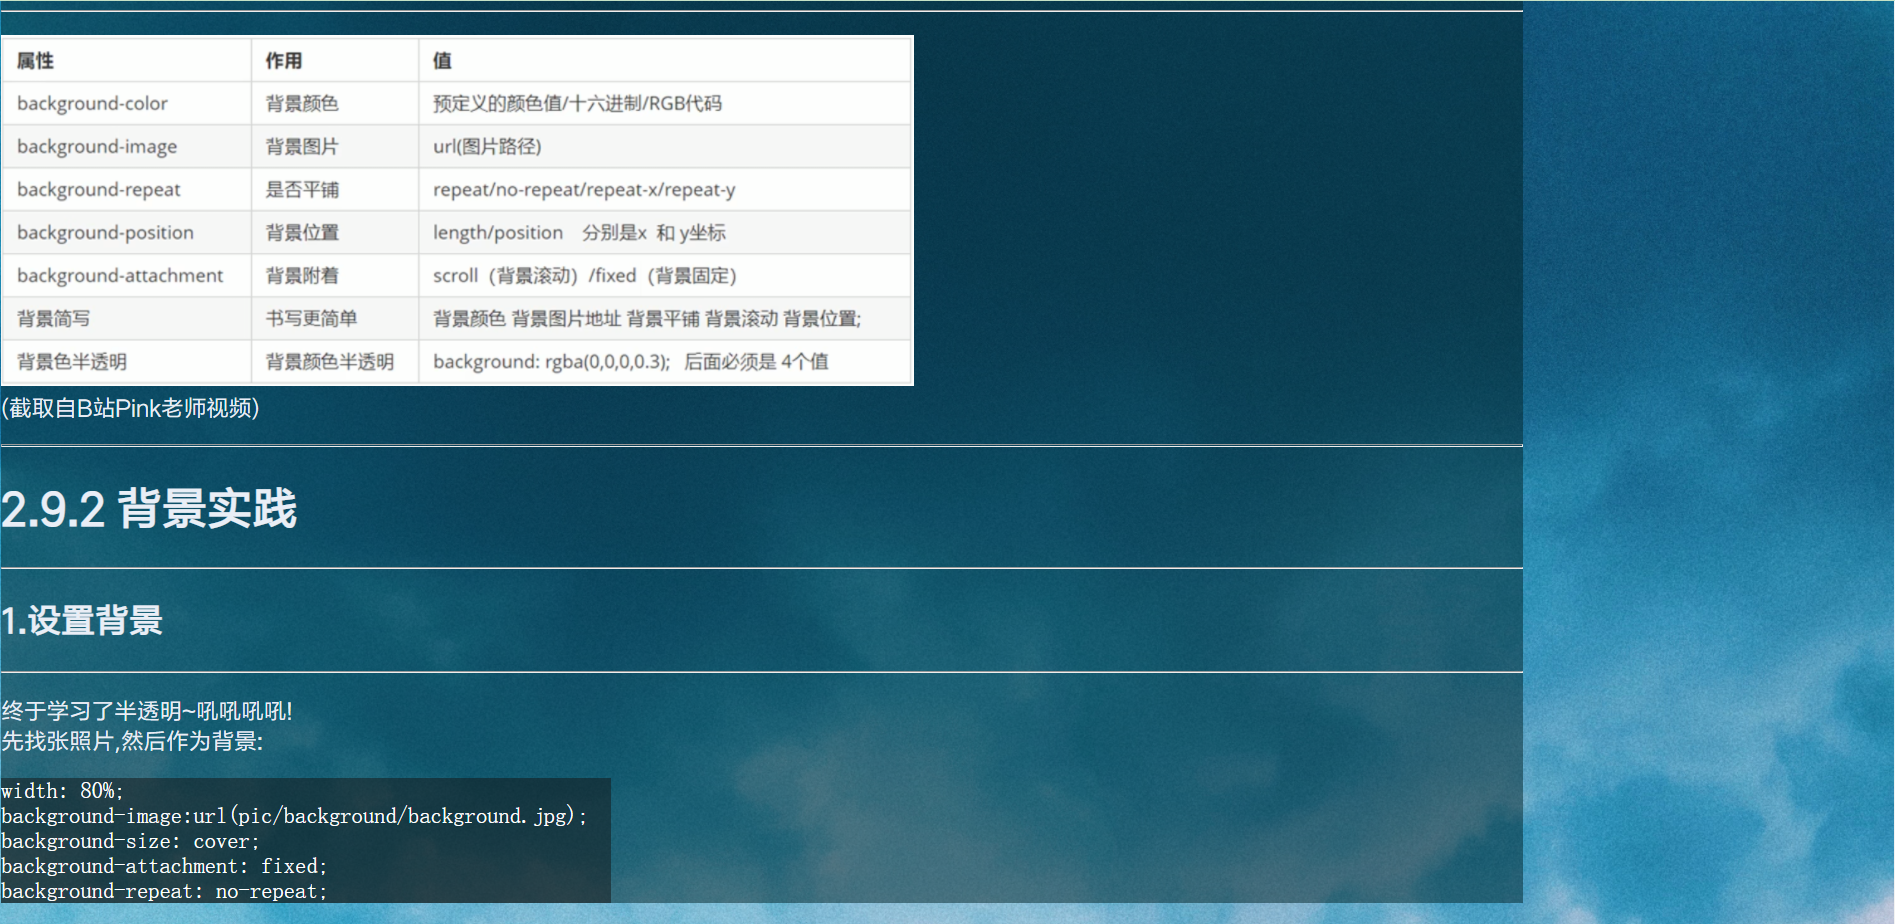 属性 作用 值
background-color 背景颜色 预定义的颜色值/十六进制/RGB代码
background-image 背景图片 url(图片路径)
background-repeat 是否平铺 repeat/no-repeat/repeat-x/repeat-y
background-position 背景位置 length/position 分别是x 和 y坐标
background-attachment 背景附着 scroll（背景滚动）/fixed（背景固定）
背景简写 书写更简单 背景颜色 背景图片地址 背景平铺 背景滚动 背景位置;
背景色半透明 背景颜色半透明 background: rgba(0,0,0,0.3); 后面必须是 4个值
(截取自B站Pink老师视频)
2.9.2 背景实践
1.设置背景
终于学习了半透明~吼吼吼吼!
先找张照片,然后作为背景:
width: 80%;
background-image:url(pic/background/background.jpg);
background-size: cover;
background-attachment: fixed;
background-repeat: no-repeat;